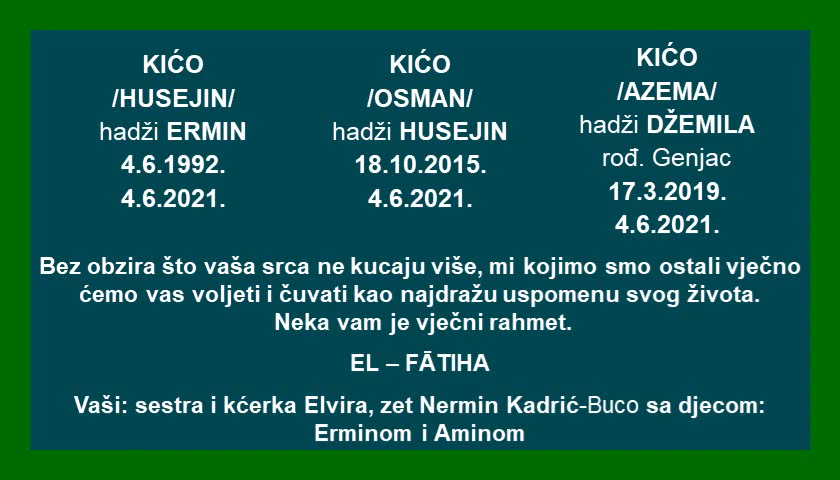 KIĆO
/HUSEJIN/
hadži ERMIN
4.6.1992.
4.6.2021.
KIĆO
/OSMAN/
hadži HUSEJIN
18.10.2015.
4.6.2021.
KIĆO
/AZEMA/
hadži DŽEMILA
rođ. Genjac
17.3.2019.
4.6.2021.
Bez obzira što vaša srca ne kucaju više, mi kojimo smo ostali vječno
ćemo vas voljeti i čuvati kao najdražu uspomenu svog života.
Neka vam je vječni rahmet.
EL – FĀTIHA
Vaši: sestra i kćerka Elvira, zet Nermin Kadrić-Buco sa djecom:
Erminom i Aminom